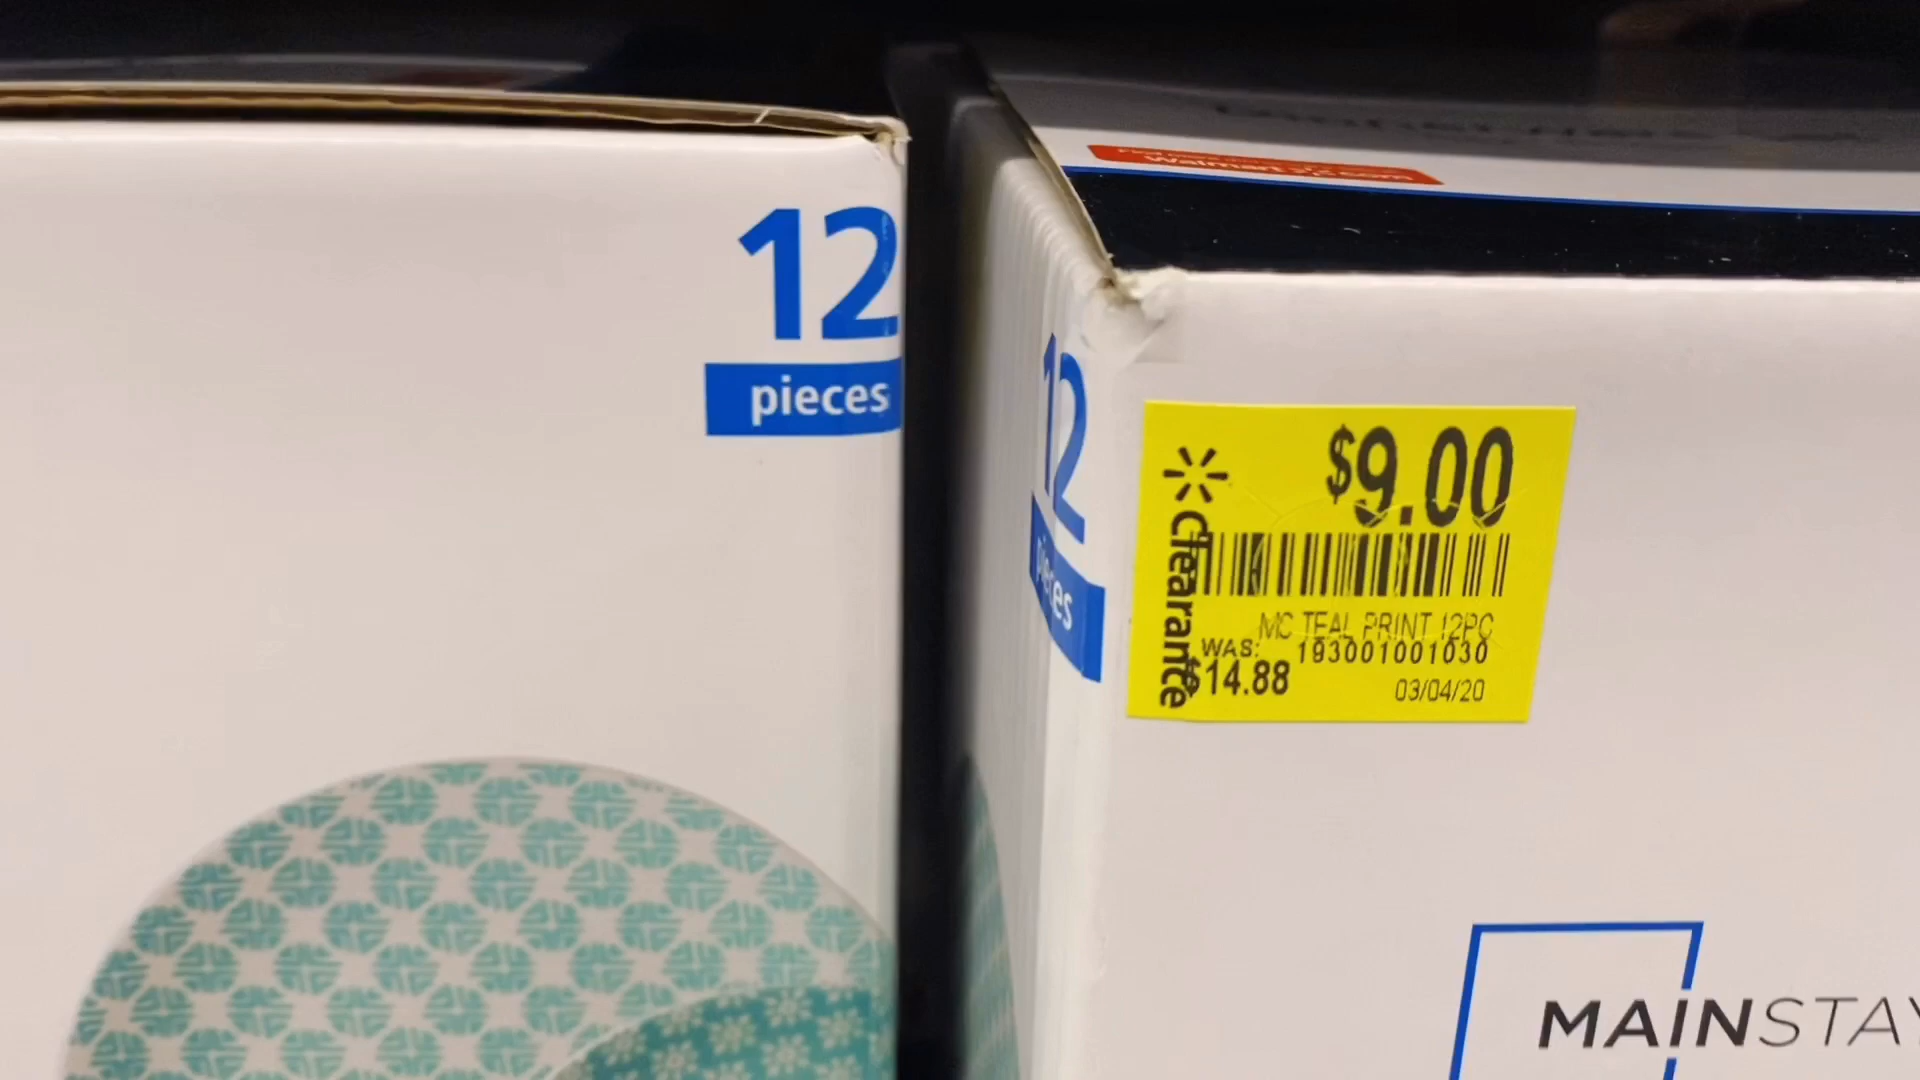 12
pieces
Walmart
.com
12
pieces
$9.00
Clearance
MC TEAL PRINT 12PC
WAS: 193001001030
$14.88
03/04/20
MAINSTAY